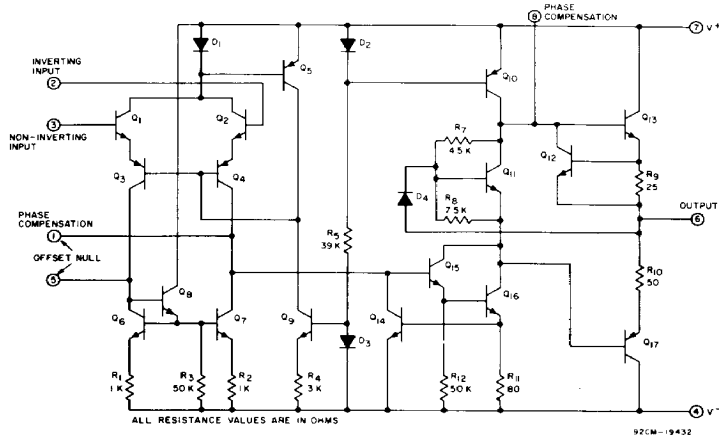 8
PHASE
COMPENSATION
7 V+
D1
D2
INVERTING
INPUT
2
Q5
Q10
3
NON-INVERTING
INPUT
Q1
Q2
Q13
R7
4.5K
Q12
R9
25
Q3
Q4
Q11
D4
R8
7.5K
OUTPUT
6
PHASE
COMPENSATION
1
R5
39 K
OFFSET NULL
5
R10
50
Q15
Q8
Q16
Q6
Q7
Q9
Q14
Q17
D3
R1
1 K
R3
50 K
R2
1K
R4
3 K
R12
50 K
R11
80
4 V-
ALL RESISTANCE VALUES ARE IN OHMS
92CM-19432